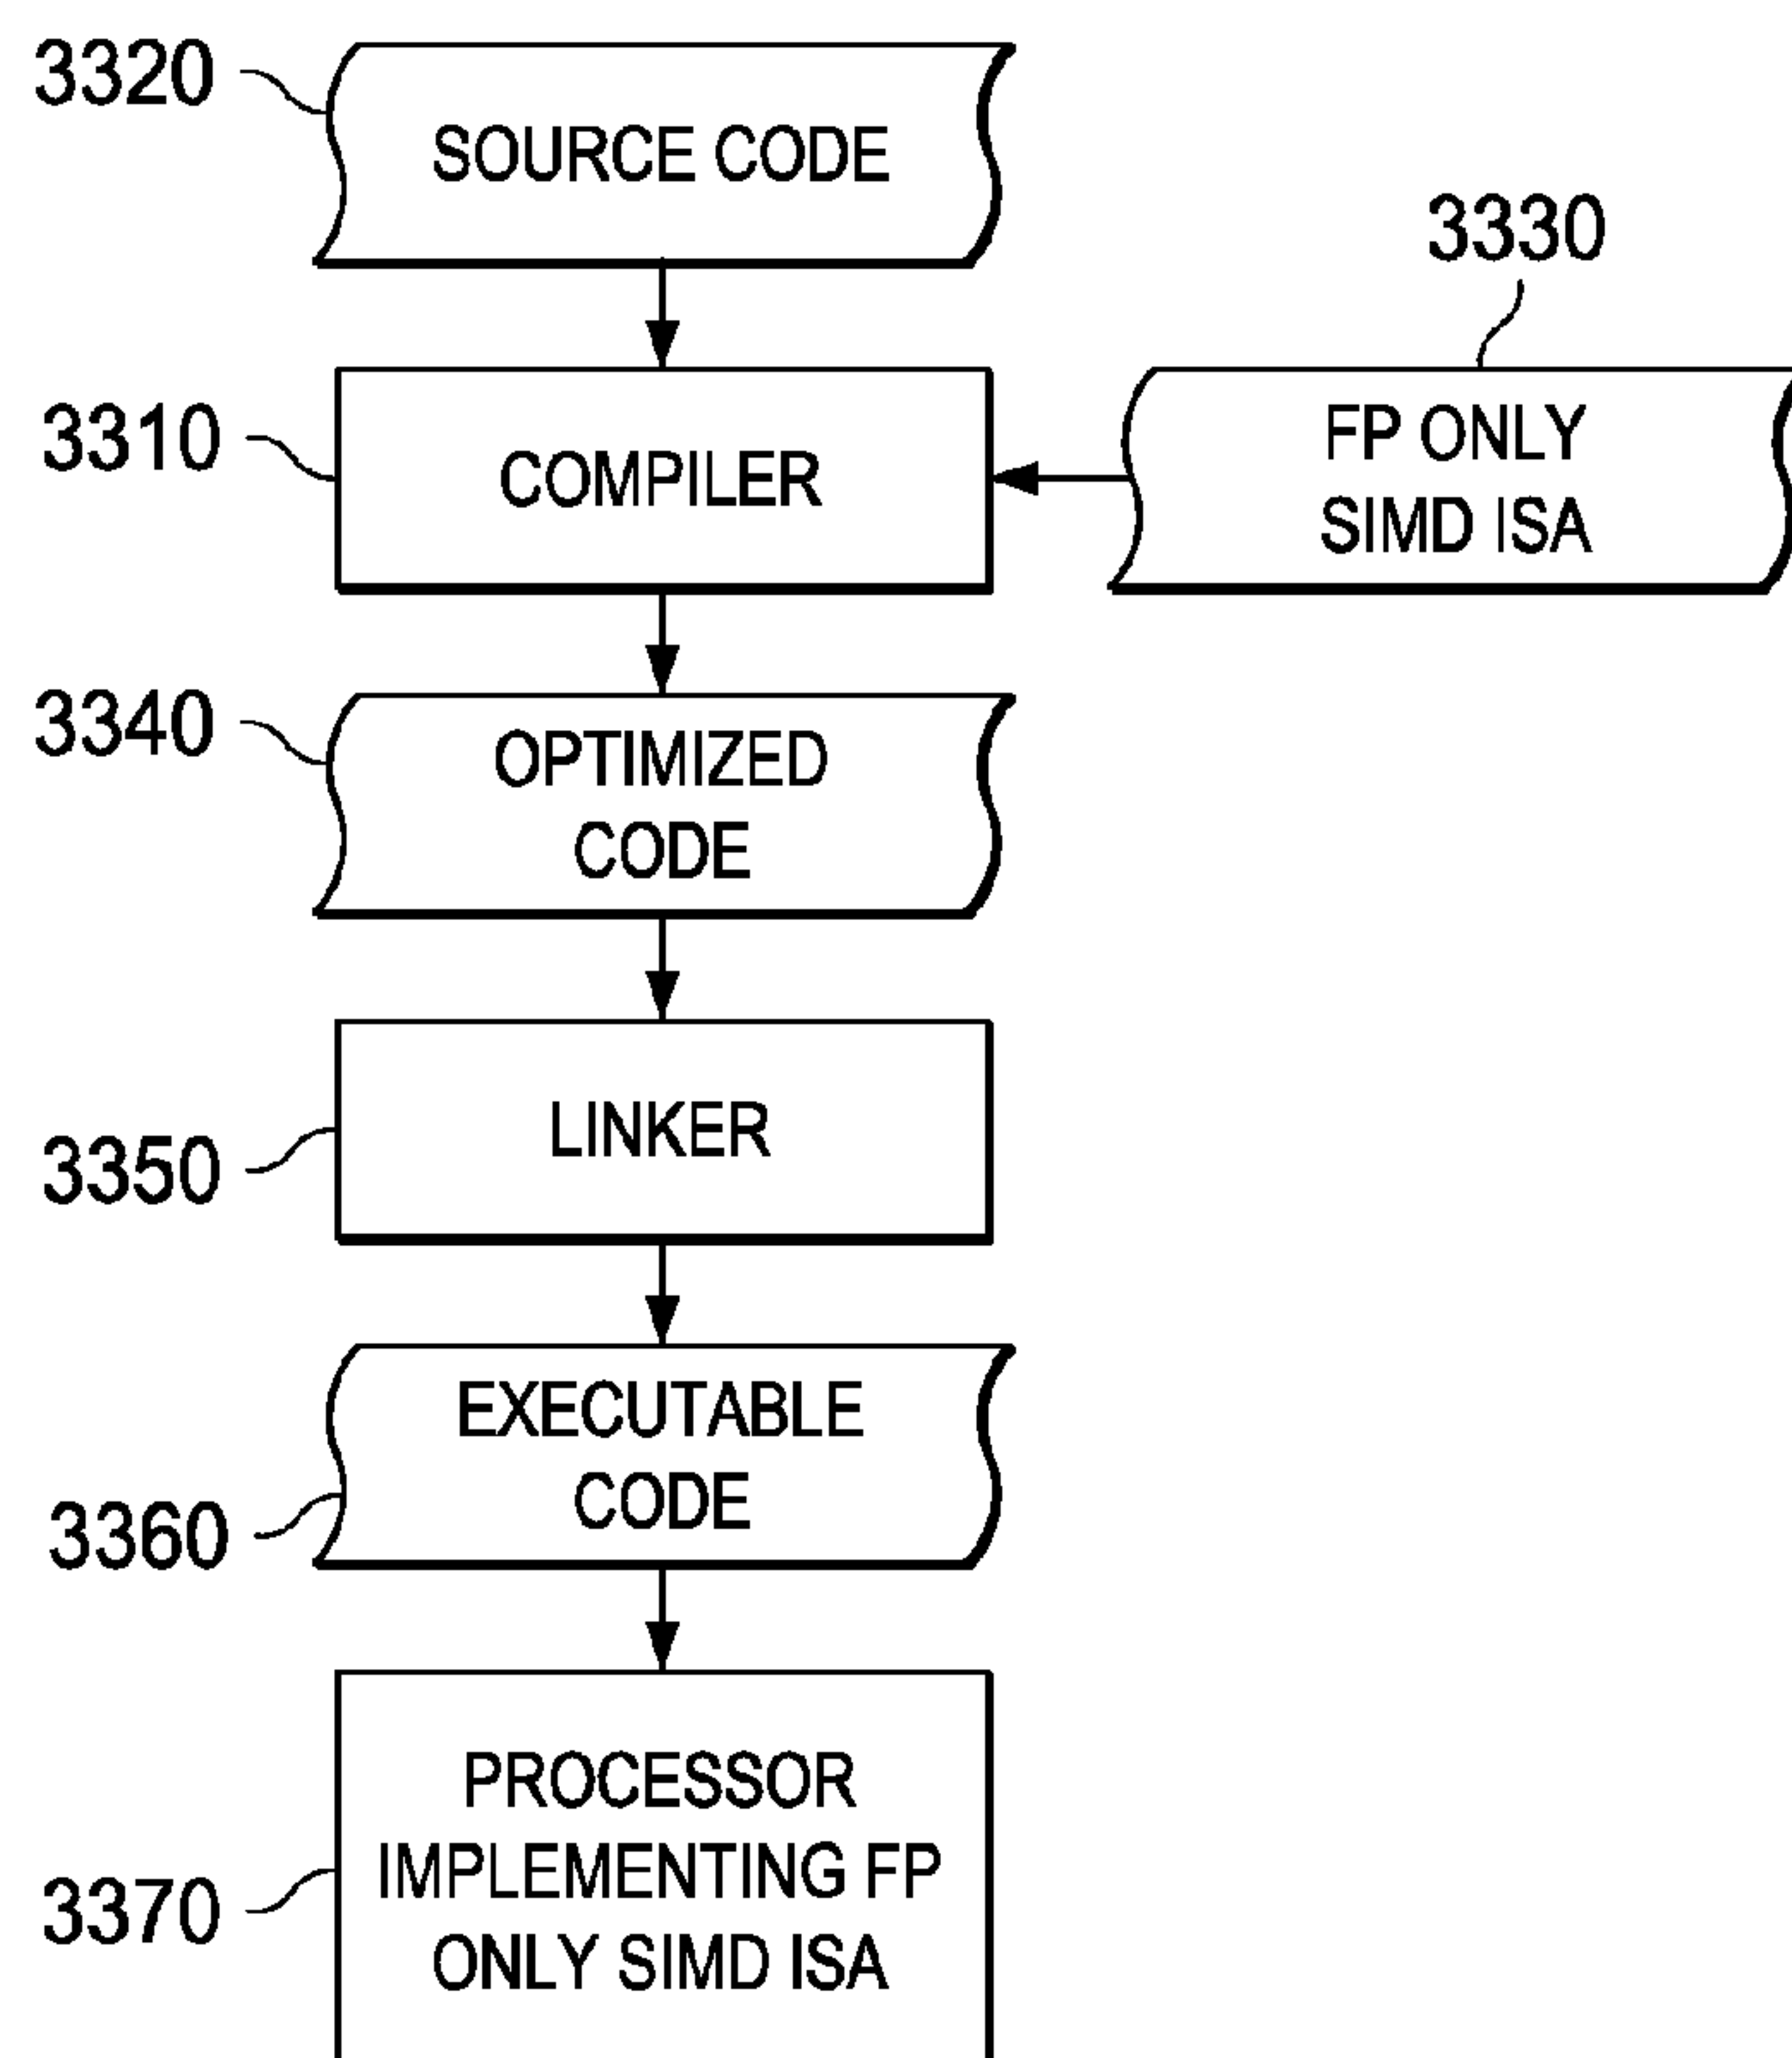 3320
SOURCE CODE
3330
3310
COMPILER
FP ONLY
SIMD ISA
3340
OPTIMIZED
CODE
LINKER
3350
EXECUTABLE
CODE
3360
PROCESSOR
IMPLEMENTING FP
ONLY SIMD ISA
3370